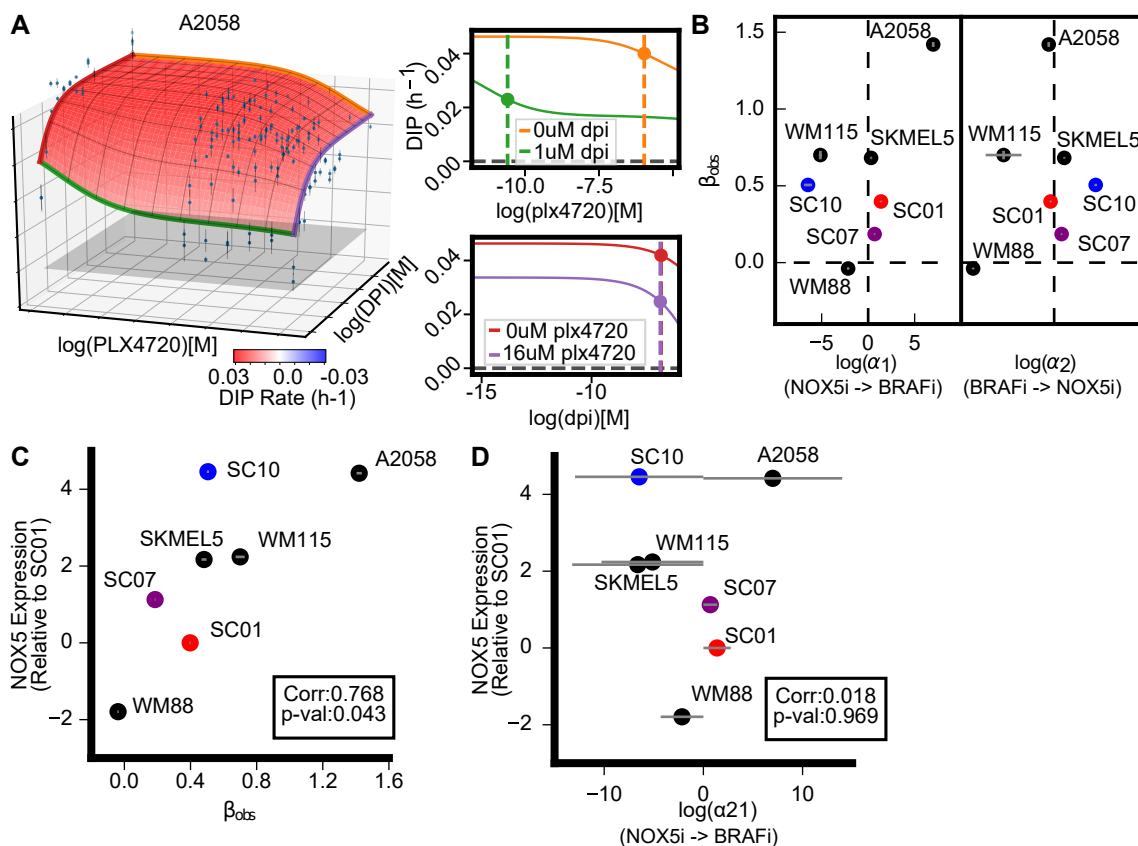 A
A2058
log(PLX4720)[M]
log(DPI)[M]
0.03 0.0 -0.03
DIP Rate (h-1)
DIP (h⁻¹)
0.04
0.02
0.00
0uM dpi
1uM dpi
-10.0 -7.5
log(plx4720)[M]
0.04
0.02
0.00
0uM plx4720
16uM plx4720
-15 -10
log(dpi)[M]
B
β_obs
1.5
1.0
0.5
0.0
A2058
WM115
SKMEL5
SC10
SC01
SC07
WM88
−5 0 5
log(α₁)
(NOX5i -> BRAFi)
A2058
WM115
SKMEL5
SC01
SC10
SC07
WM88
0
log(α₂)
(BRAFi -> NOX5i)
C
NOX5 Expression
(Relative to SC01)
4
2
0
−2
SC10
A2058
SKMEL5
WM115
SC07
SC01
WM88
Corr:0.768
p-val:0.043
0.0 0.4 0.8 1.2 1.6
β_obs
D
NOX5 Expression
(Relative to SC01)
4
2
0
−2
SC10
A2058
WM115
SKMEL5
SC07
SC01
WM88
Corr:0.018
p-val:0.969
−10 0 10
log(α21)
(NOX5i -> BRAFi)